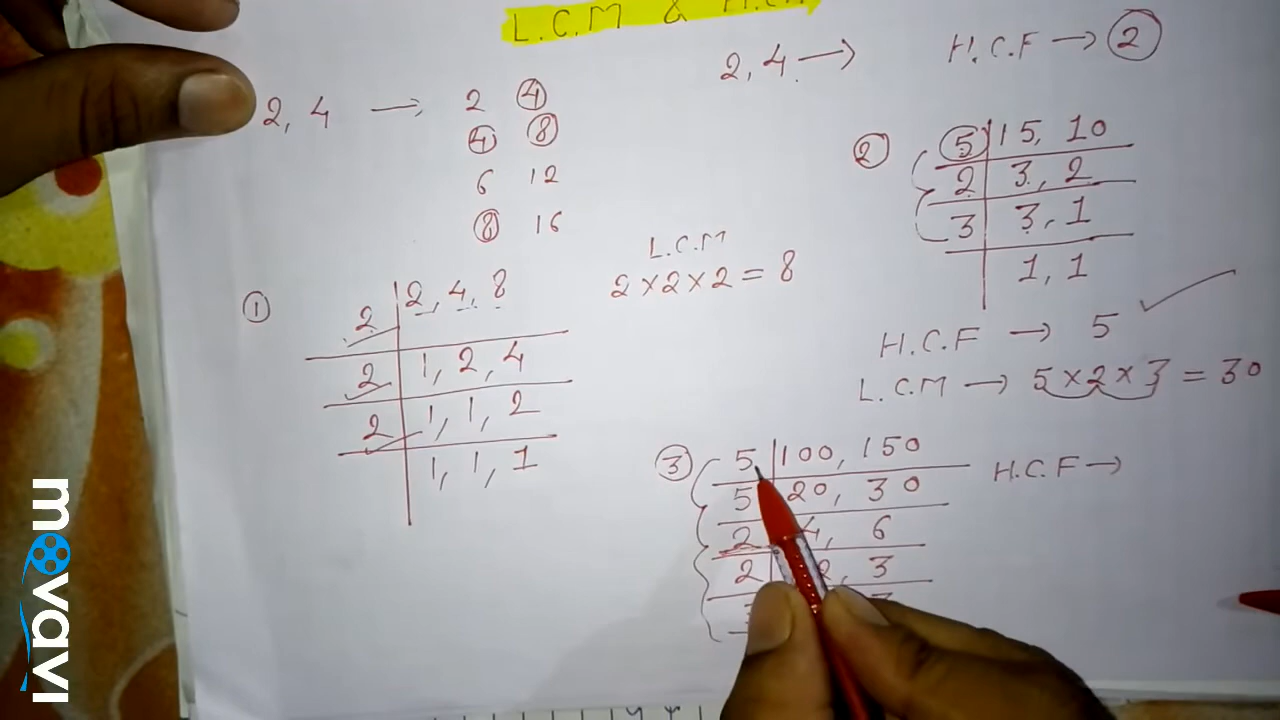 L.C.M & H.C.F
2, 4 → 2 4
4 8
6 12
8 16
2, 4 → H.C.F → 2
① 2 | 2, 4, 8
2 | 1, 2, 4
2 | 1, 1, 2
1, 1, 1
L.C.M
2 × 2 × 2 = 8
② 5 | 15, 10
2 | 3, 2
3 | 3, 1
1, 1
H.C.F → 5 ✓
L.C.M → 5 × 2 × 3 = 30
③ 5 | 100, 150
5 | 20, 30
2 | 4, 6
2 | 2, 3
H.C.F →
movavi